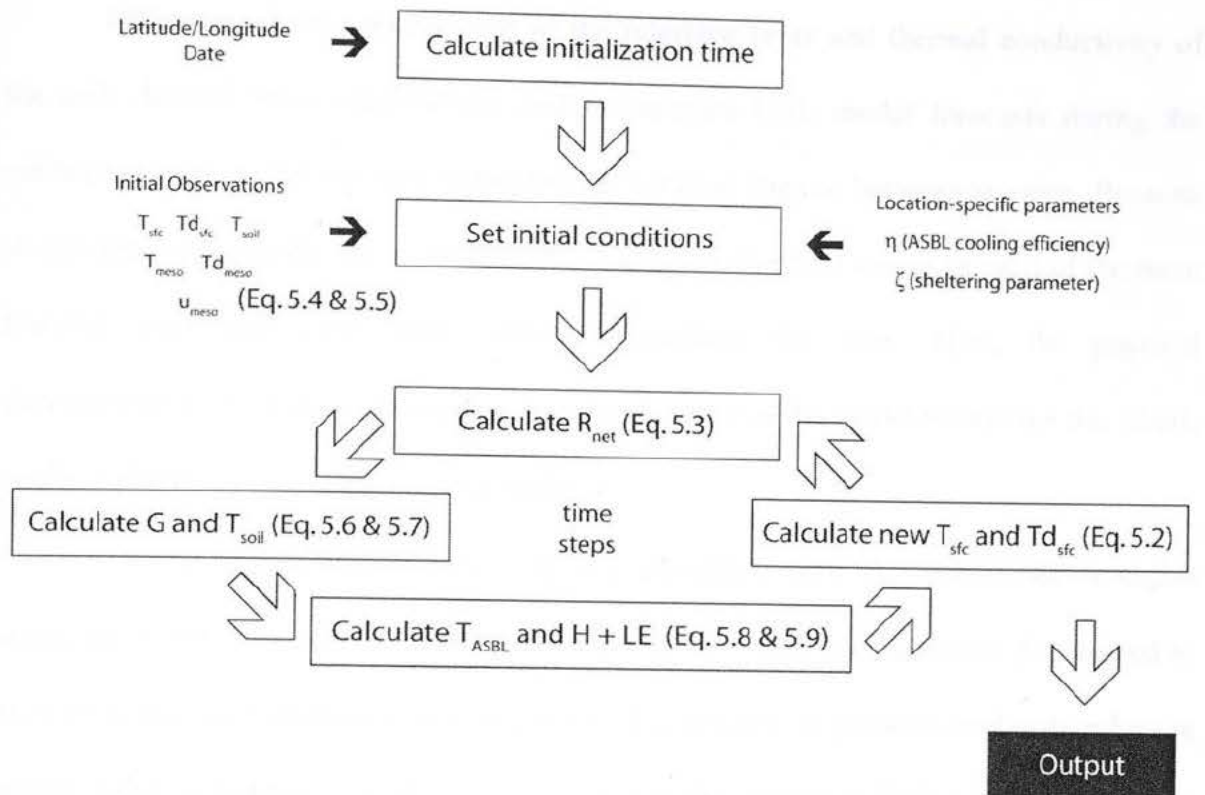 Latitude/Longitude
Date
Calculate initialization time
Initial Observations
T_sfc Td_sfc T_soil
T_meso Td_meso
u_meso (Eq. 5.4 & 5.5)
Set initial conditions
Location-specific parameters
η (ASBL cooling efficiency)
ζ (sheltering parameter)
Calculate R_net (Eq. 5.3)
Calculate G and T_soil (Eq. 5.6 & 5.7)
time
steps
Calculate new T_sfc and Td_sfc (Eq. 5.2)
Calculate T_ASBL and H + LE (Eq. 5.8 & 5.9)
Output